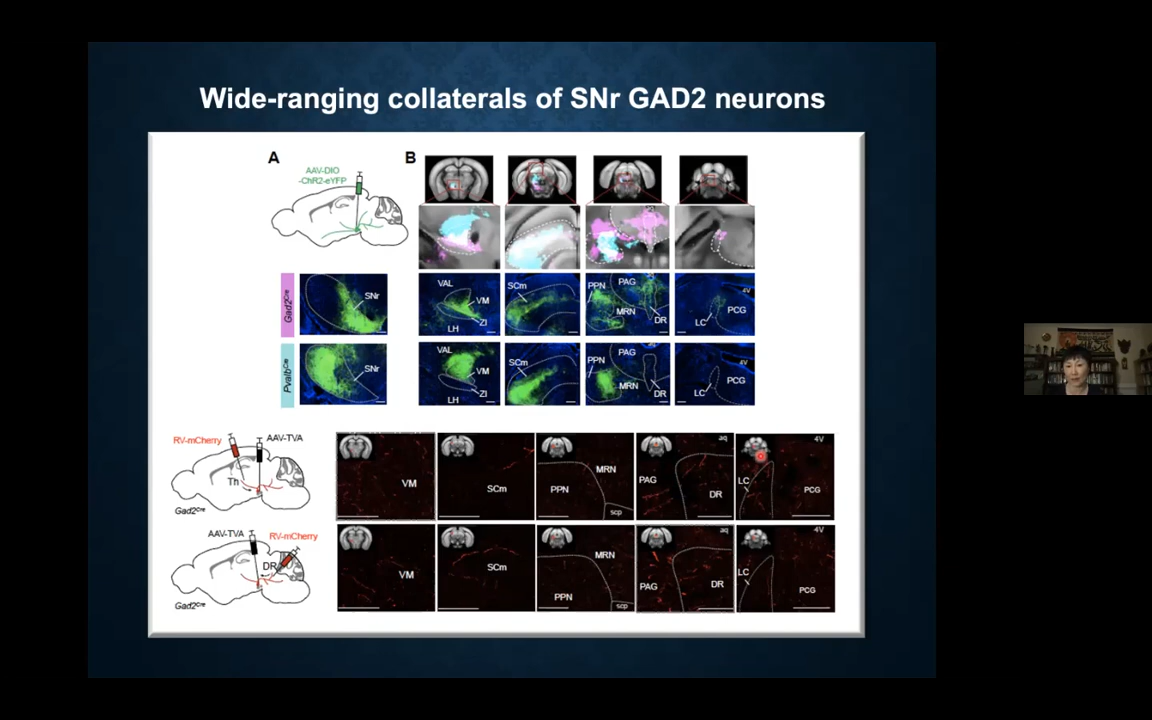 Wide-ranging collaterals of SNr GAD2 neurons
A
B
AAV-DIO
-ChR2-eYFP
Gad2Cre
SNr
VAL
VM
ZI
LH
SCm
PPN
PAG
MRN
DR
4V
LC
PCG
PvalbCre
SNr
VAL
VM
ZI
LH
SCm
PPN
PAG
MRN
DR
4V
LC
PCG
RV-mCherry
AAV-TVA
Th
Gad2Cre
VM
SCm
MRN
PPN
scp
aq
PAG
DR
4V
LC
PCG
AAV-TVA
RV-mCherry
DR
Gad2Cre
VM
SCm
MRN
PPN
scp
aq
PAG
DR
4V
LC
PCG